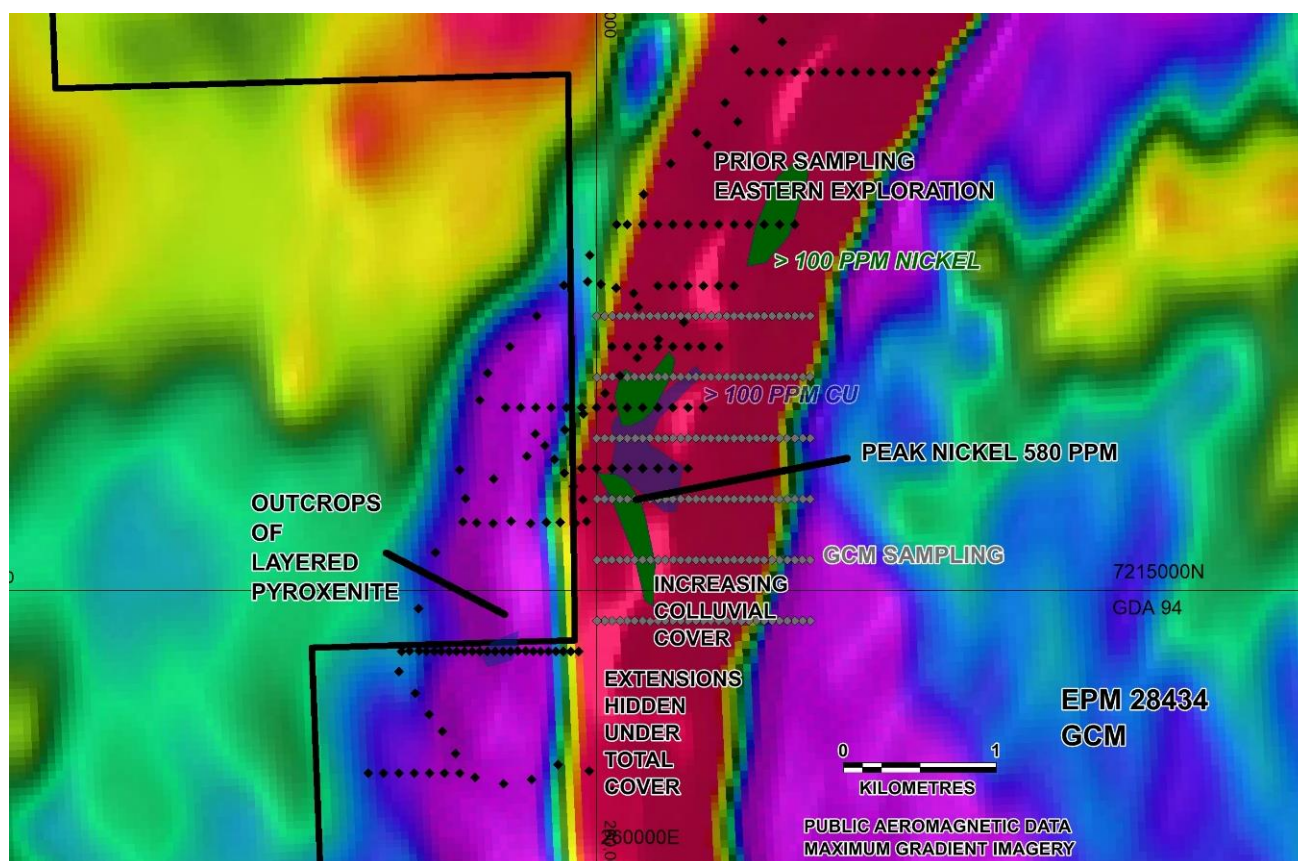 000
PRIOR SAMPLING
EASTERN EXPLORATION
> 100 PPM NICKEL
> 100 PPM CU
PEAK NICKEL 580 PPM
OUTCROPS
OF
LAYERED
PYROXENITE
GCM SAMPLING
0
7215000N
GDA 94
INCREASING
COLLUVIAL
COVER
EXTENSIONS
HIDDEN
UNDER
TOTAL
COVER
EPM 28434
GCM
0 1
KILOMETRES
260000E
PUBLIC AEROMAGNETIC DATA
MAXIMUM GRADIENT IMAGERY